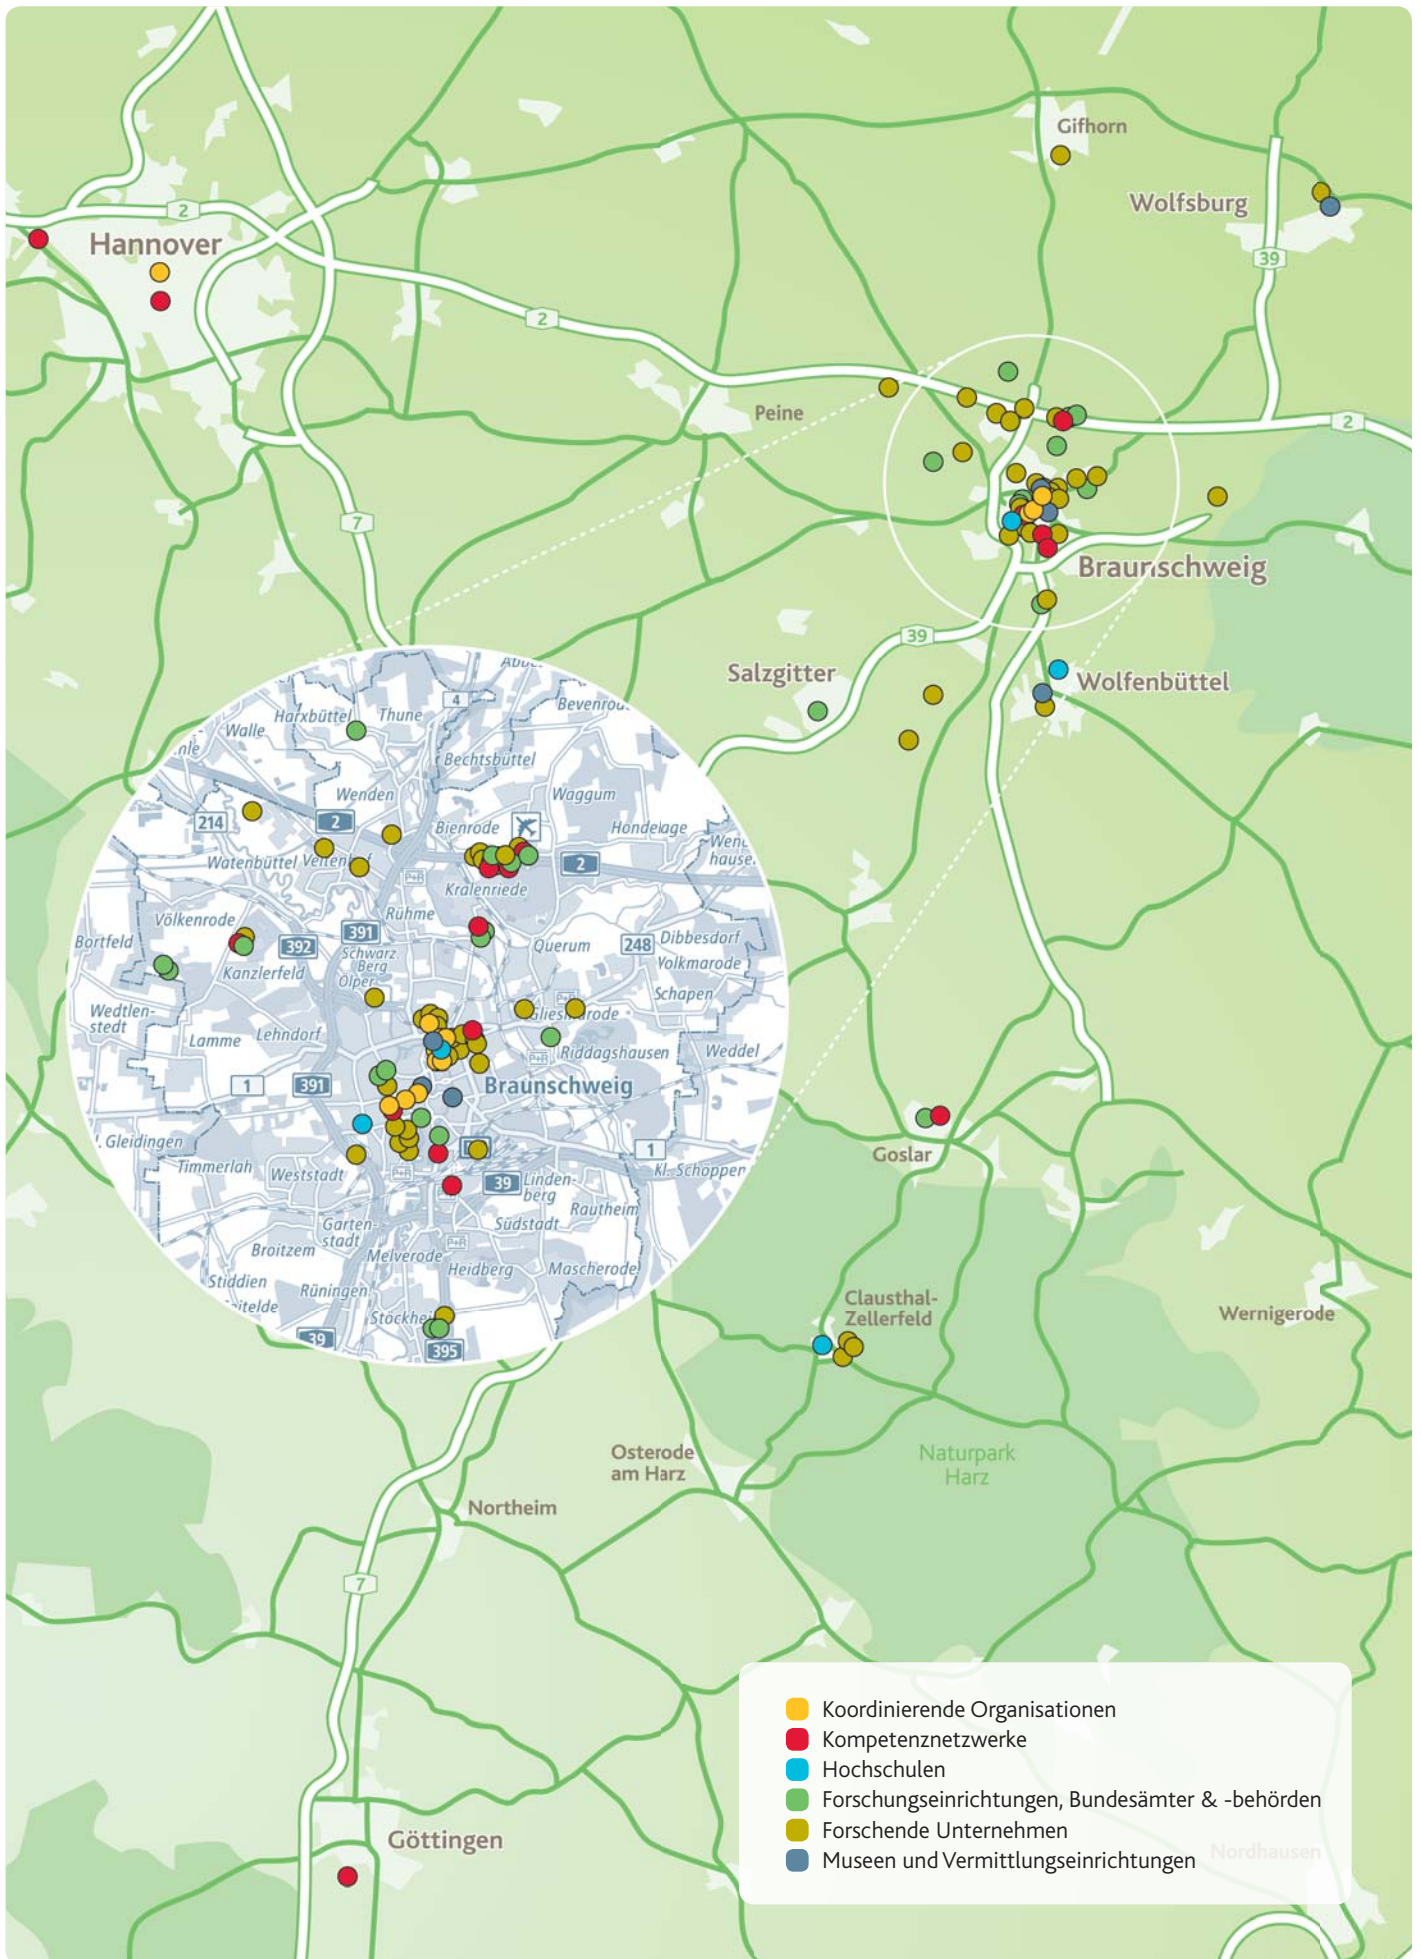 Gifhorn
Wolfsburg
2
Hannover
39
2
Peine
2
7
Braunschweig
39
Salzgitter
Wolfenbüttel
Harxbüttel
Thune
4
Bevenrod
Walle
Bechtsbüttel
Wenden
Waggum
214
2
Bienrode
Hondelage
Watenbüttel
2
P+R
Kralenriede
Völkenrode
Rühme
391
Bortfeld
392
Querum
248
Dibbesdorf
Schwarz
Berg
Volkmarode
Kanzlerfeld
Ölper
Schapen
P+R
Wedtlen-
stedt
Lehndorf
Lamme
P+R
Riddagshausen
Weddel
1
391
Braunschweig
Gleidingen
1
Timmerlah
Weststadt
P+R
Kl. Schöppen
39
Linden-
berg
Rautheim
Garten-
stadt
Südstadt
Broitzem
Melverode
P+R
Heidberg
Mascherode
Stiddien
Rüningen
39
395
Goslar
Clausthal-
Zellerfeld
Wernigerode
Osterode
am Harz
Naturpark
Harz
Northeim
7
Göttingen
Koordinierende Organisationen
Kompetenznetzwerke
Hochschulen
Forschungseinrichtungen, Bundesämter & -behörden
Forschende Unternehmen
Museen und Vermittlungseinrichtungen
Nordhausen